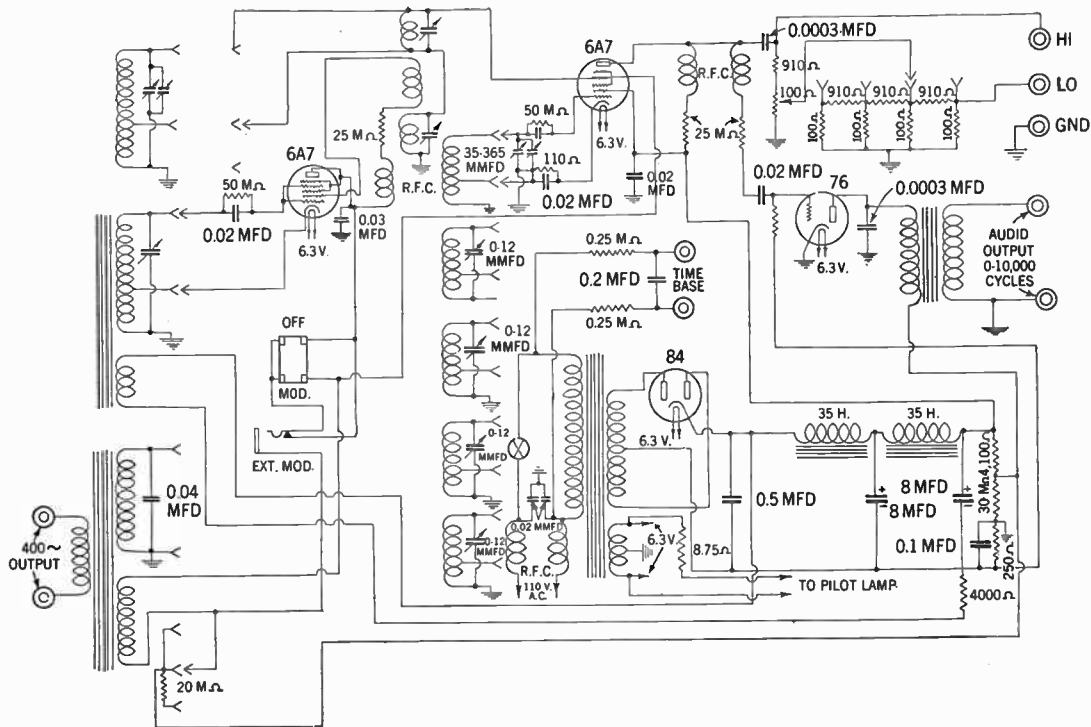 0.0003-MFD
6A7
HI
910Ω
R.F.C.
910Ω
910Ω
910Ω
LO
100Ω
50 MΩ
6A7
25 MΩ
35-365
MMFD
110Ω
6.3 V.
25 MΩ
100Ω
100Ω
100Ω
100Ω
GND
R.F.C.
0.02 MFD
0.02
MFD
0.02 MFD
76
0.0003 MFD
50 MΩ
0.02 MFD
6.3 V.
0.03
MFD
6.3 V.
AUDIO
OUTPUT
0-10,000
CYCLES
0-12
MMFD
0.25 MΩ
0.2 MFD
TIME
BASE
0.25 MΩ
OFF
MOD.
0-12
MMFD
84
6.3 V.
35 H.
35 H.
EXT. MOD.
0-12
MMFD
30 MΩ
4,100Ω
0.04
MFD
0.5 MFD
8 MFD
8 MFD
400~
OUTPUT
0-12
MMFD
0.02 MMFD
6.3 V.
8.75Ω
0.1 MFD
250Ω
R.F.C.
110 V.
A.C.
TO PILOT LAMP.
4000Ω
20 MΩ